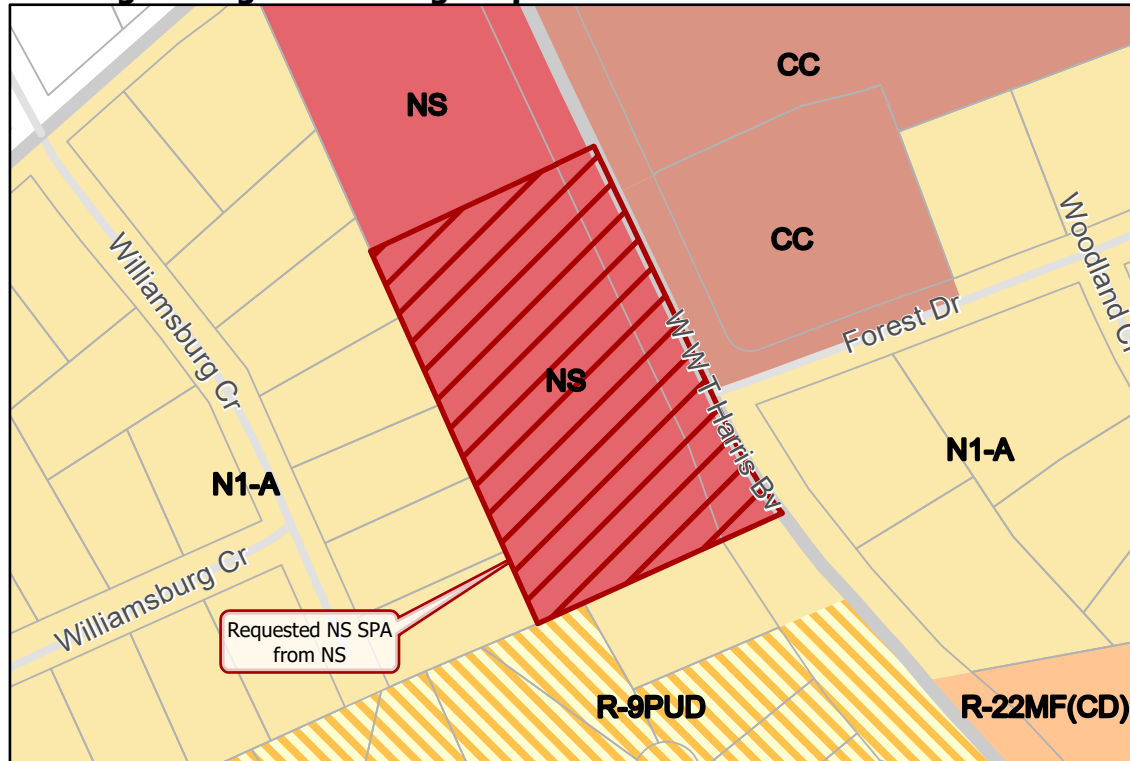 CC
NS
CC
Woodland Cr
Williamsburg Cr
Forest Dr
W W T Harris Bv
NS
N1-A
N1-A
Williamsburg Cr
Requested NS SPA
from NS
R-9PUD
R-22MF(CD)